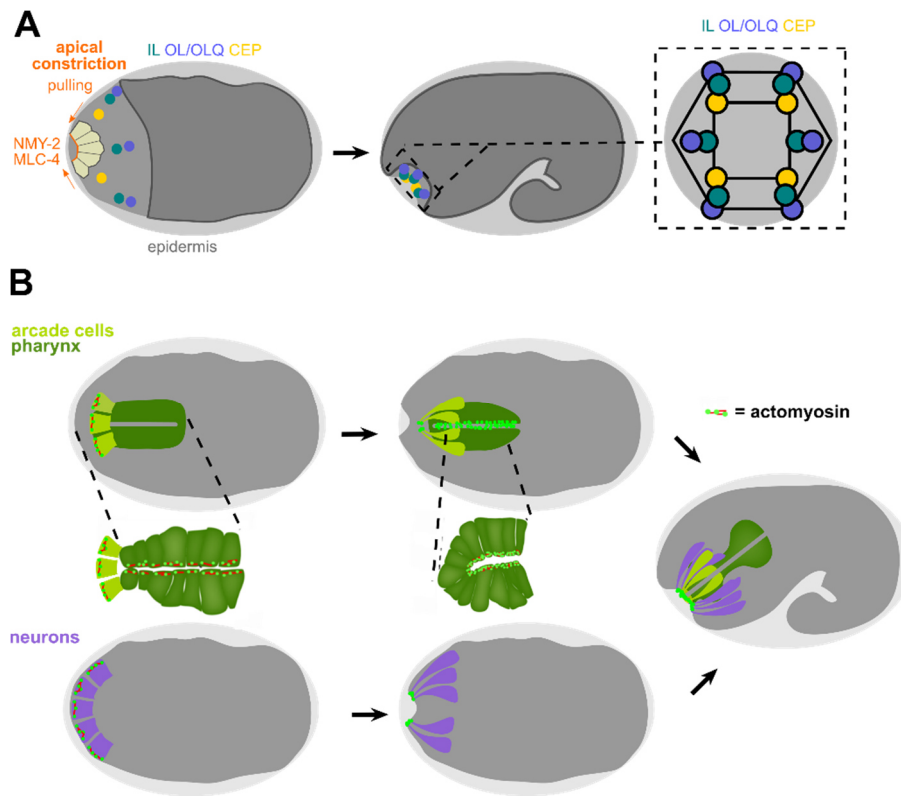 A
apical
constriction
pulling
IL OL/OLQ CEP
NMY-2
MLC-4
epidermis
IL OL/OLQ CEP
B
arcade cells
pharynx
= actomyosin
neurons